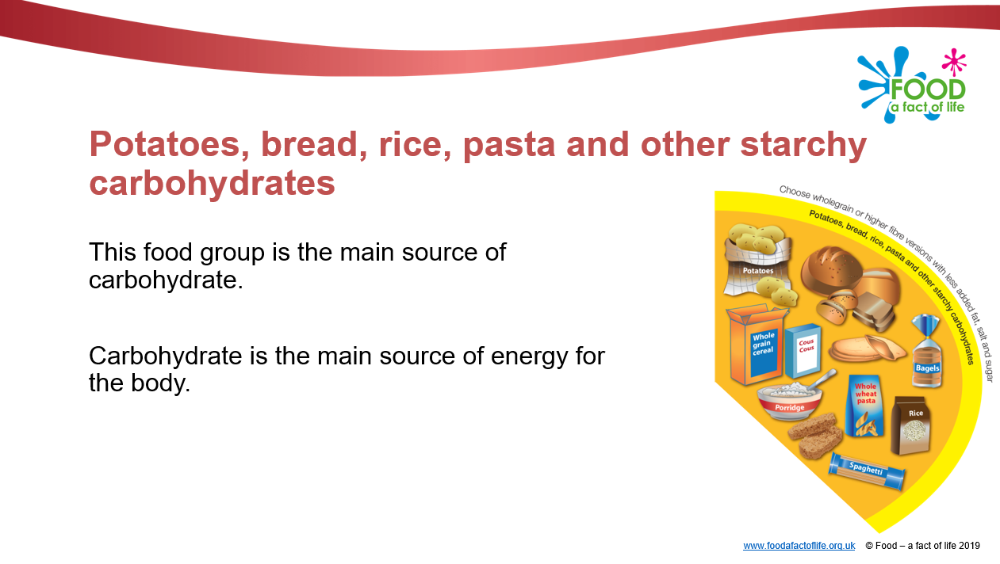 FOOD
a fact of life
Potatoes, bread, rice, pasta and other starchy
carbohydrates
This food group is the main source of
carbohydrate.
Carbohydrate is the main source of energy for
the body.
Choose wholegrain or higher fibre versions with less added fat, salt and sugar
Potatoes, bread, rice, pasta and other starchy carbohydrates
Potatoes
Whole
grain
cereal
Cous
Cous
Bagels
Porridge
Whole
wheat
pasta
Rice
Spaghetti
www.foodafactoflife.org.uk © Food – a fact of life 2019